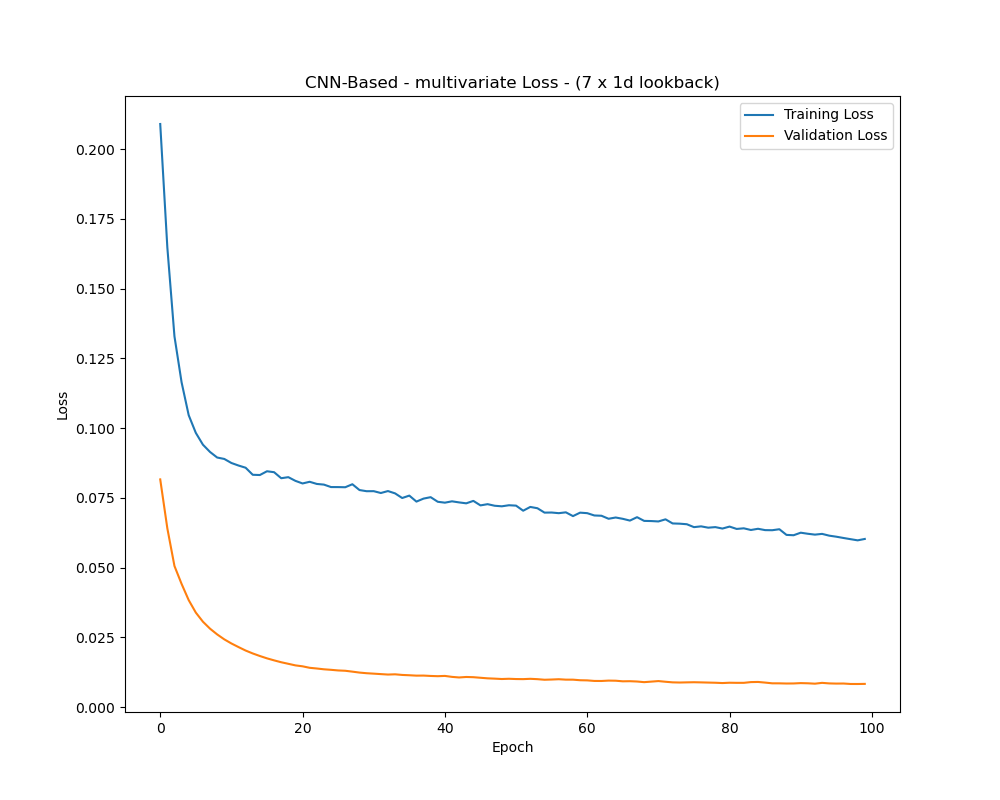 CNN-Based - multivariate Loss - (7 x 1d lookback)
Training Loss
Validation Loss
0.200
0.175
0.150
0.125
0.100
0.075
0.050
0.025
0.000
Loss
0 20 40 60 80 100
Epoch